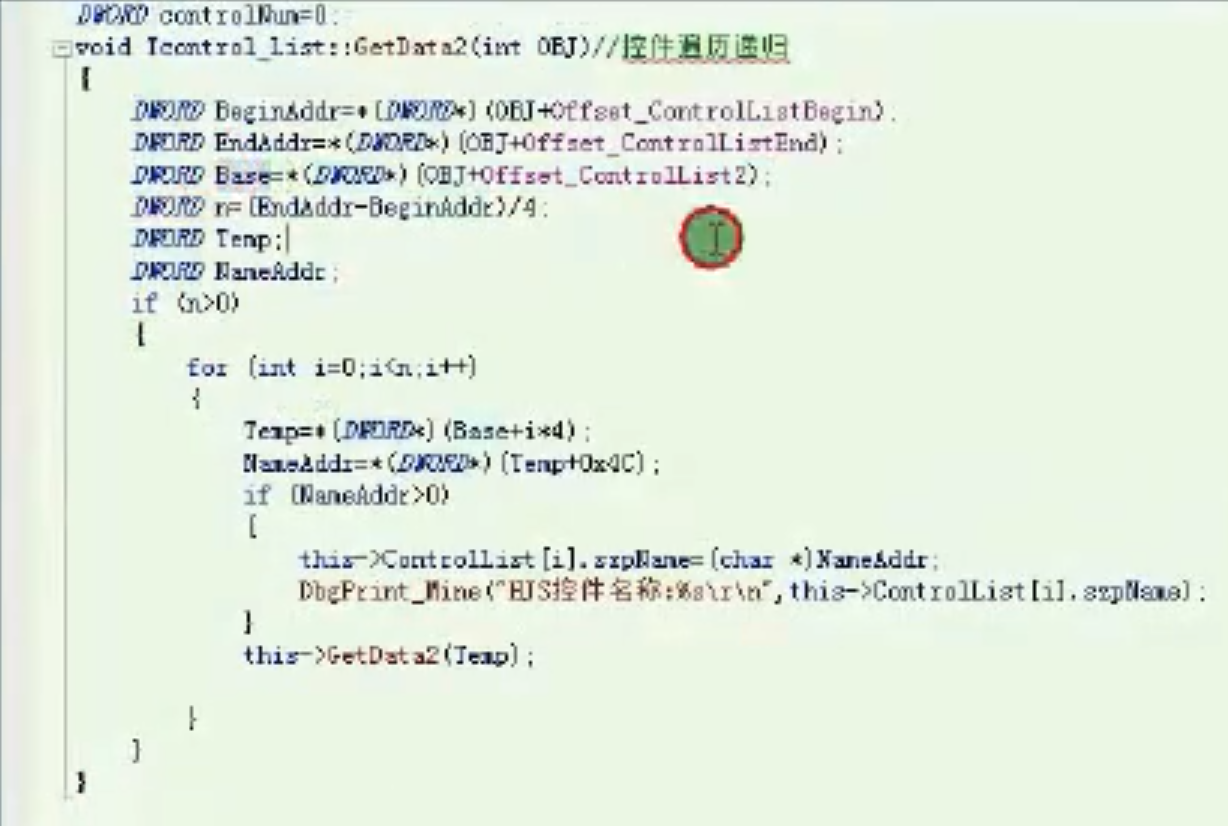 DWORD controlNum=0;
void Icontrol_list::GetData2(int OBJ)//控件遍历递归
{
DWORD BeginAddr=*(DWORD*)(OBJ+Offset_ControlListBegin);
DWORD EndAddr=*(DWORD*)(OBJ+Offset_ControlListEnd);
DWORD Base=*(DWORD*)(OBJ+Offset_ControlList2);
DWORD n=(EndAddr-BeginAddr)/4;
DWORD Temp;
DWORD NameAddr;
if (n>0)
{
for (int i=0;i<n;i++)
{
Temp=*(DWORD*)(Base+i*4);
NameAddr=*(DWORD*)(Temp+0x4C);
if (NameAddr>0)
{
this->ControlList[i].szpName=(char *)NameAddr;
DbgPrint_Mine("HJS控件名称:%s\r\n",this->ControlList[i].szpName);
}
this->GetData2(Temp);
}
}
}